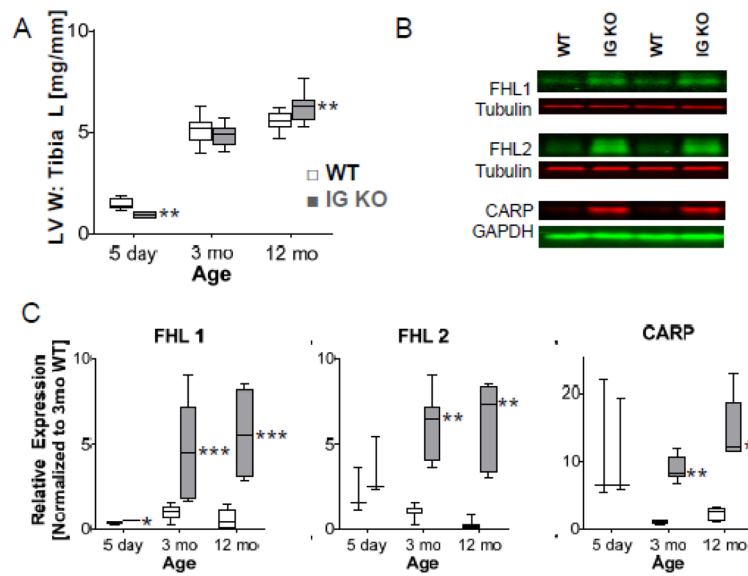 A
LV W: Tibia L [mg/mm]
10
5
0
**
**
□ WT
■ IG KO
5 day 3 mo 12 mo
Age
B
WT IG KO WT IG KO
FHL1
Tubulin
FHL2
Tubulin
CARP
GAPDH
C
Relative Expression
[Normalized to 3mo WT]
FHL 1
10
5
0
*
***
***
5 day 3 mo 12 mo
Age
FHL 2
10
5
0
**
**
5 day 3 mo 12 mo
Age
CARP
20
10
0
**
*
5 day 3 mo 12 mo
Age